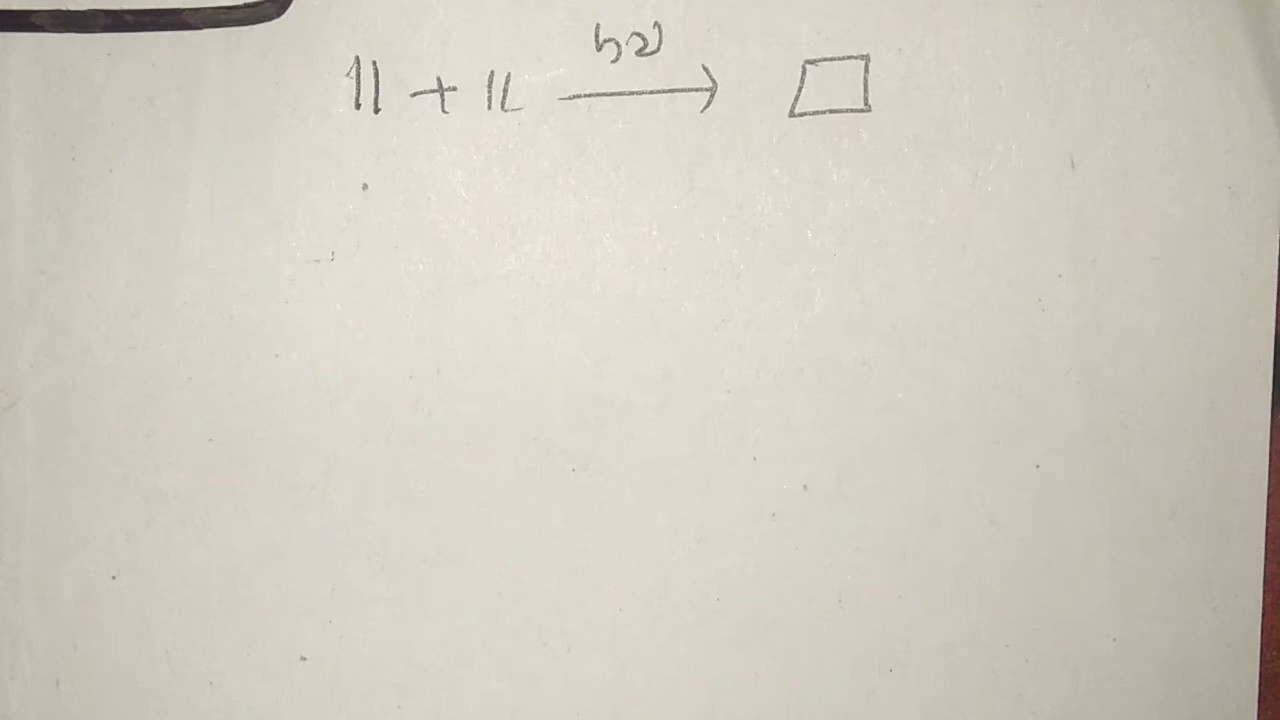 || + || hν → □